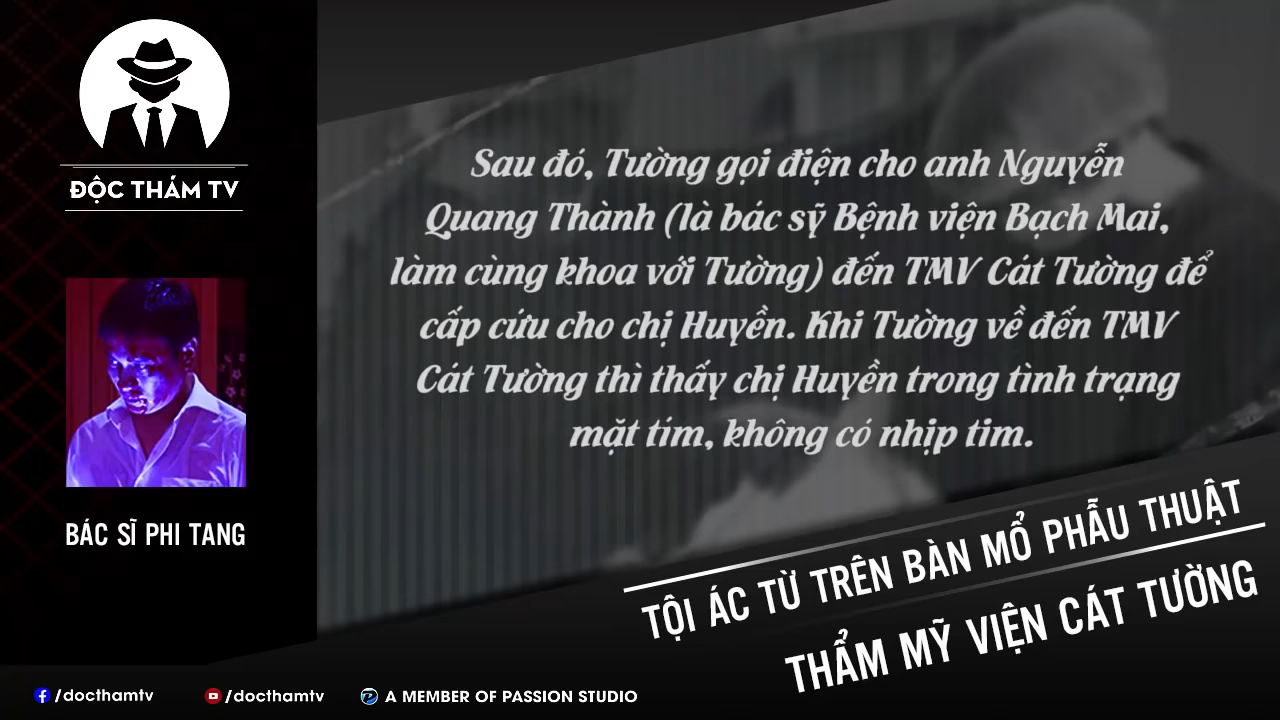 ĐỘC THÁM TV
BÁC SĨ PHI TANG
Sau đó, Tường gọi điện cho anh Nguyễn
Quang Thành (là bác sỹ Bệnh viện Bạch Mai,
làm cùng khoa với Tường) đến TMV Cát Tường để
cấp cứu cho chị Huyền. Khi Tường về đến TMV
Cát Tường thì thấy chị Huyền trong tình trạng
mặt tím, không có nhịp tim.
TỘI ÁC TỪ TRÊN BÀN MỔ PHẪU THUẬT
THẨM MỸ VIỆN CÁT TƯỜNG
/docthamtv
/docthamtv
A MEMBER OF PASSION STUDIO